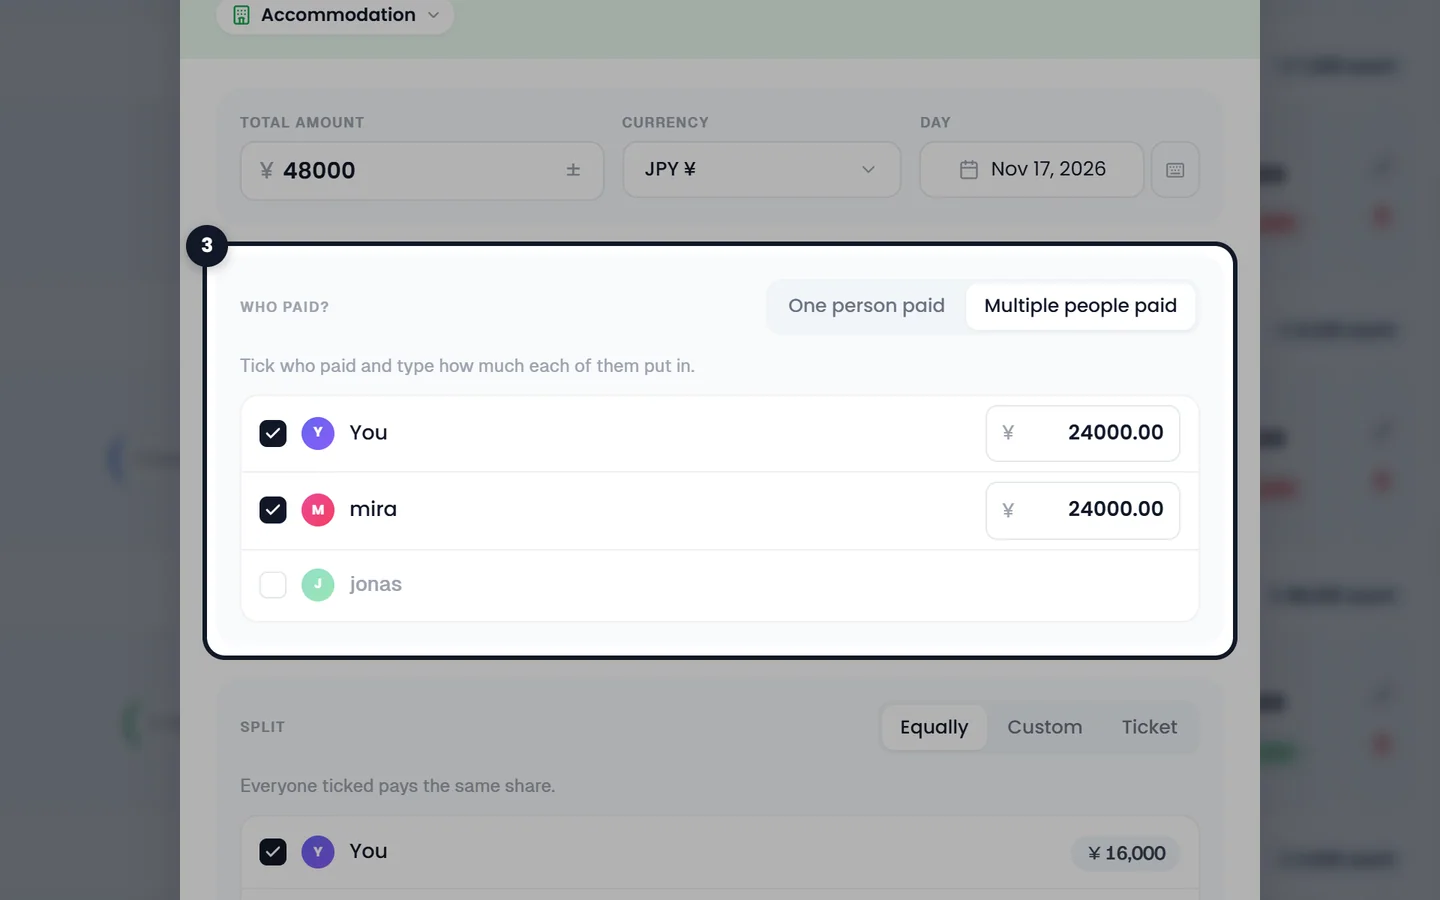 Accommodation
TOTAL AMOUNT
CURRENCY
DAY
¥ 48000
JPY ¥
Nov 17, 2026
3
WHO PAID?
One person paid
Multiple people paid
Tick who paid and type how much each of them put in.
Y You ¥ 24000.00
M mira ¥ 24000.00
J jonas
SPLIT
Equally Custom Ticket
Everyone ticked pays the same share.
Y You ¥ 16,000